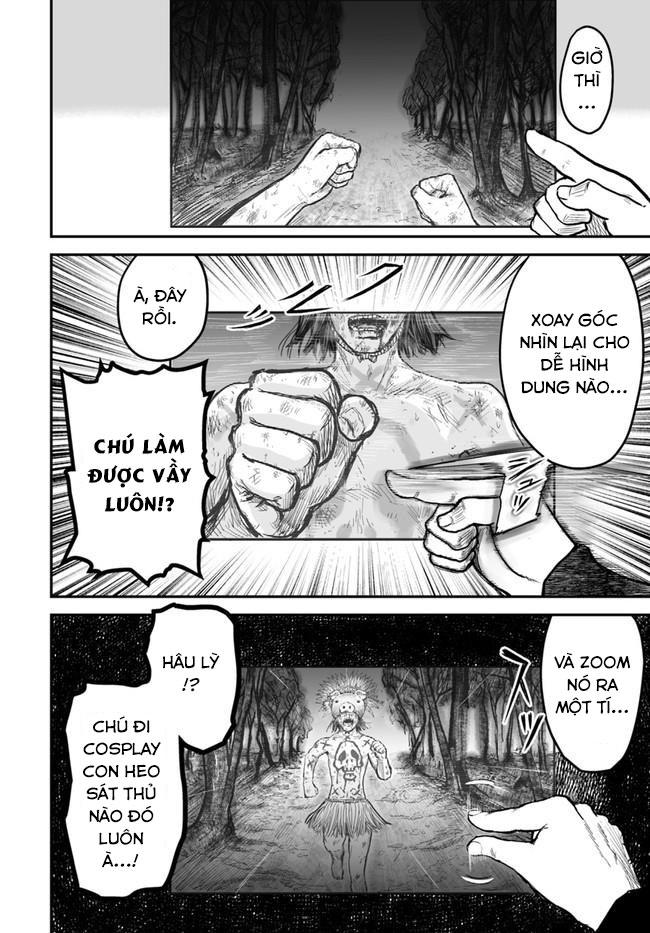 GIỜ
THÌ
...
XOAY GÓC
NHÌN LẠI CHO
DỄ HÌNH
DUNG NÀO...
À, ĐÂY
RỒI.
CHÚ LÀM
ĐƯỢC VẦY
LUÔN!?
VÀ ZOOM
NÓ RA
MỘT TÍ...
HÂU LỲ
!?
CHÚ ĐI
COSPLAY
CON HEO
SÁT THỦ
NÀO ĐÓ
LUÔN
À...!